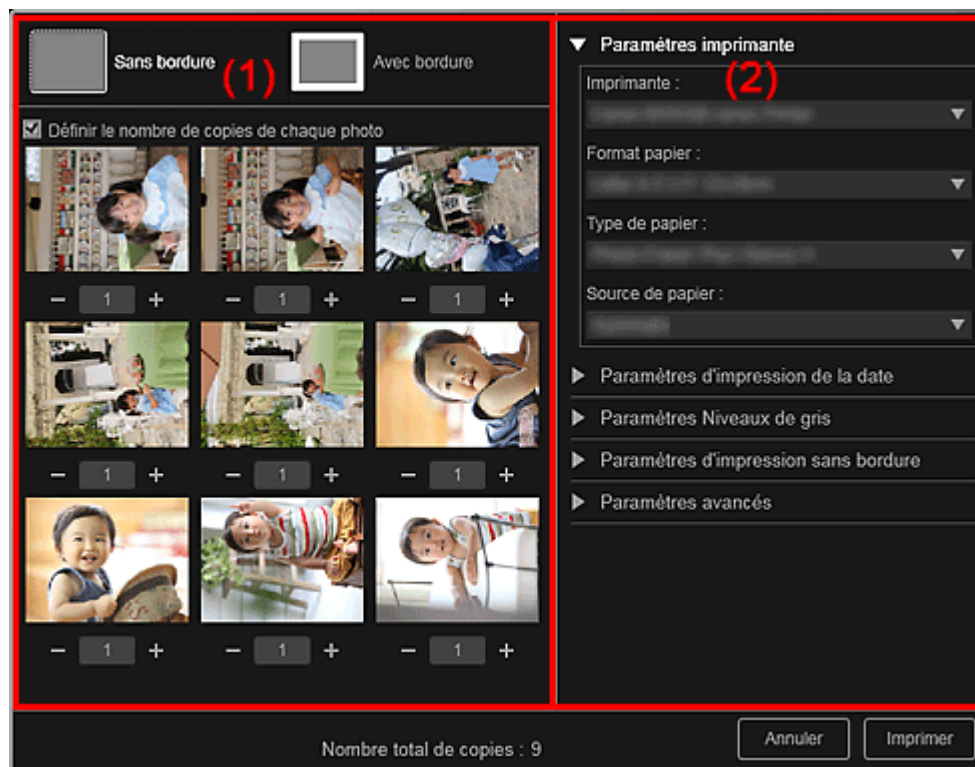 Sans bordure
(1)
Avec bordure
Définir le nombre de copies de chaque photo
1
1
1
1
1
1
1
1
1
Paramètres imprimante
(2)
Imprimante :
Format papier :
Type de papier :
Source de papier :
Paramètres d'impression de la date
Paramètres Niveaux de gris
Paramètres d'impression sans bordure
Paramètres avancés
Nombre total de copies : 9
Annuler
Imprimer